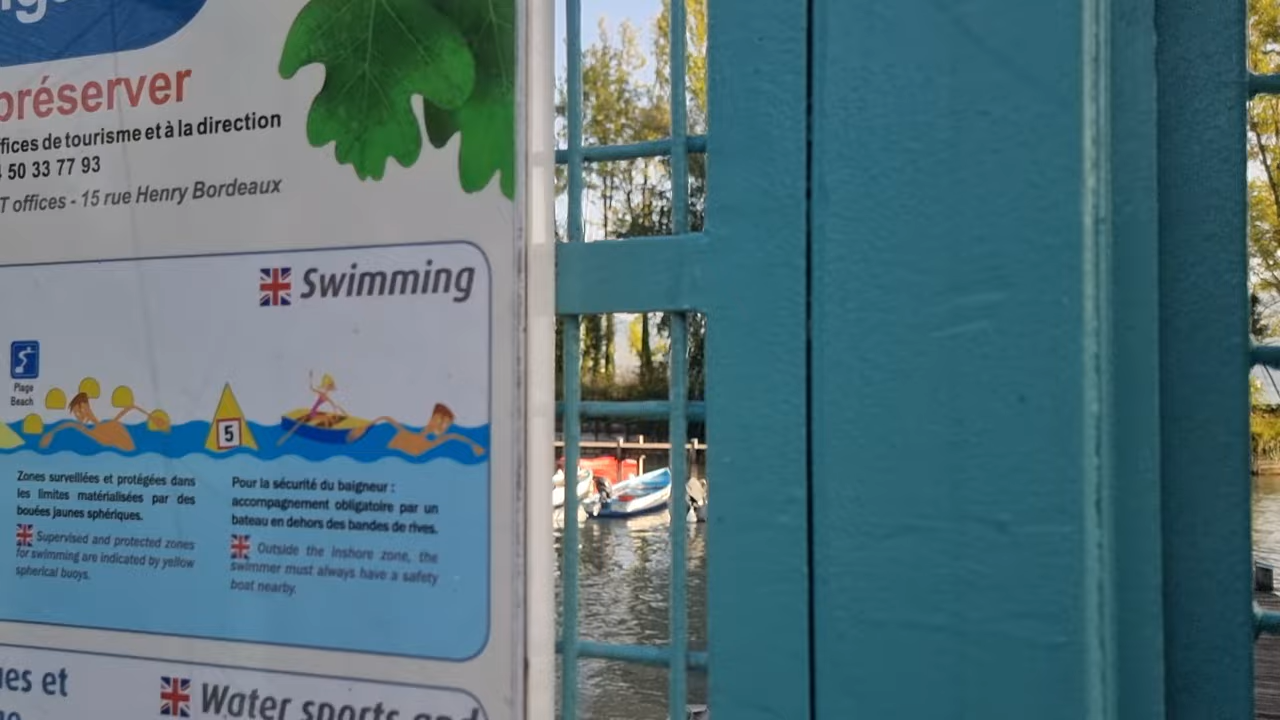 préserver
offices de tourisme et à la direction
50 33 77 93
offices - 15 rue Henry Bordeaux
Swimming
Plage
Beach
5
Zones surveillées et protégées dans
les limites matérialisées par des
bouées jaunes sphériques.
Supervised and protected zones
for swimming are indicated by yellow
spherical buoys.
Pour la sécurité du baigneur :
accompagnement obligatoire par un
bateau en dehors des bandes de rives.
Outside the inshore zone, the
swimmer must always have a safety
boat nearby.
et
Water sports and